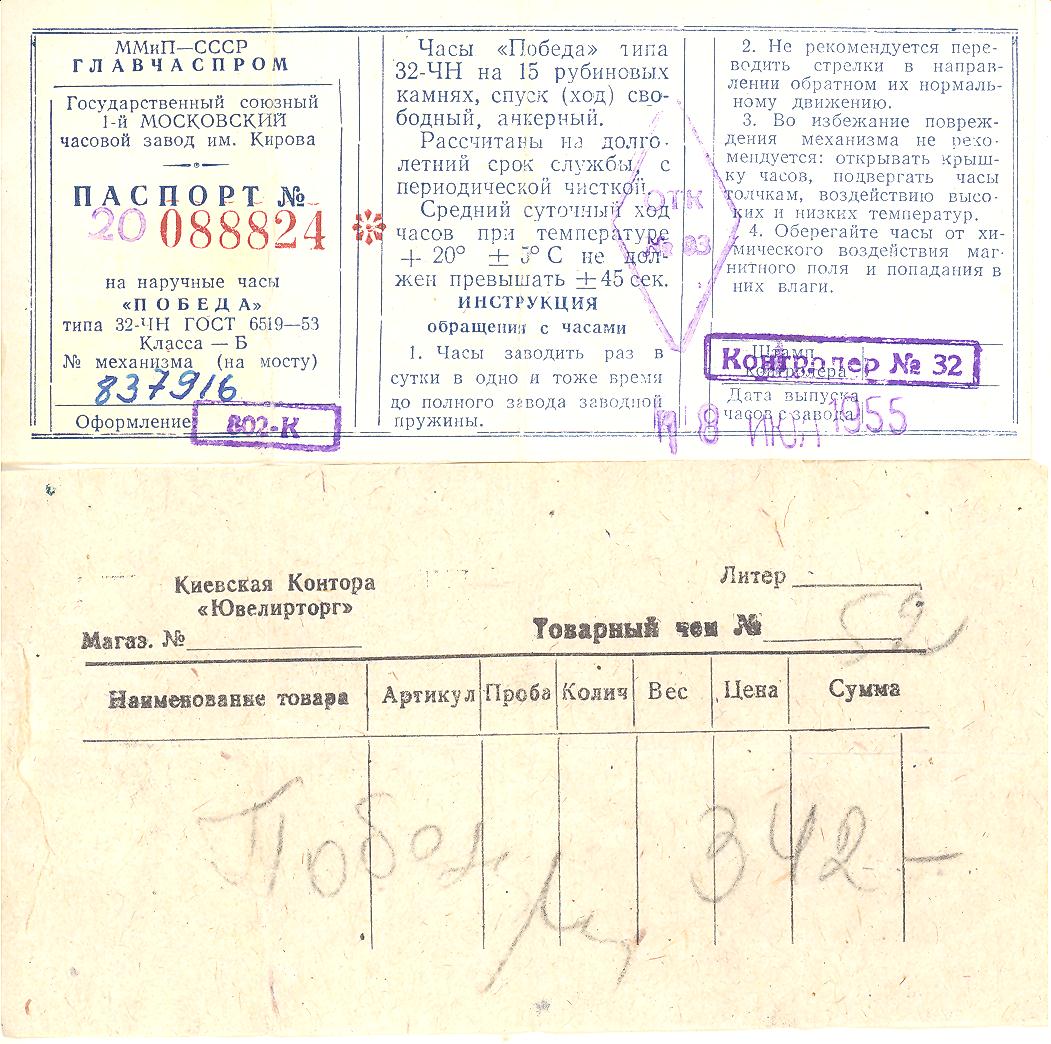 ММиП—СССР
ГЛАВЧАСПРОМ
Государственный союзный
1-й МОСКОВСКИЙ
часовой завод им. Кирова
ПАСПОРТ №
20 088824
на наручные часы
«ПОБЕДА»
типа 32-ЧН ГОСТ 6519—53
Класса — Б
№ механизма (на мосту)
837916
Оформление 802-К
Часы «Победа» типа
32-ЧН на 15 рубиновых
камнях, спуск (ход) сво-
бодный, анкерный.
Рассчитаны на долго-
летний срок службы, с
периодической чисткой.
Средний суточный ход
часов при температуре
+ 20° ± 5° С не дол-
жен превышать ±45 сек.
ИНСТРУКЦИЯ
обращения с часами
1. Часы заводить раз в
сутки в одно и тоже время
до полного завода заводной
пружины.
ОТК
№ 83
2. Не рекомендуется пере-
водить стрелки в направ-
лении обратном их нормаль-
ному движению.
3. Во избежание повреж-
дения механизма не реко-
мендуется: открывать крыш-
ку часов, подвергать часы
толчкам, воздействию высо-
ких и низких температур.
4. Оберегайте часы от хи-
мического воздействия маг-
нитного поля и попадания в
них влаги.
Штамп
контролера
Контролер № 32
Дата выпуска
часов с завода
8 ИЮЛ 1955
Киевская Контора
«Ювелирторг»
Литер
Магаз. №
Товарный чек № 52
Наименование товара Артикул Проба Колич Вес Цена Сумма
Победа 342 —